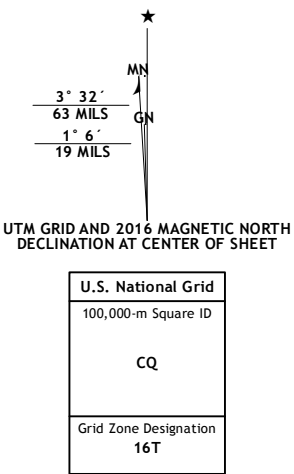 ★
MN
3° 32´
63 MILS
GN
1° 6´
19 MILS
UTM GRID AND 2016 MAGNETIC NORTH
DECLINATION AT CENTER OF SHEET
U.S. National Grid
100,000-m Square ID
CQ
Grid Zone Designation
16T